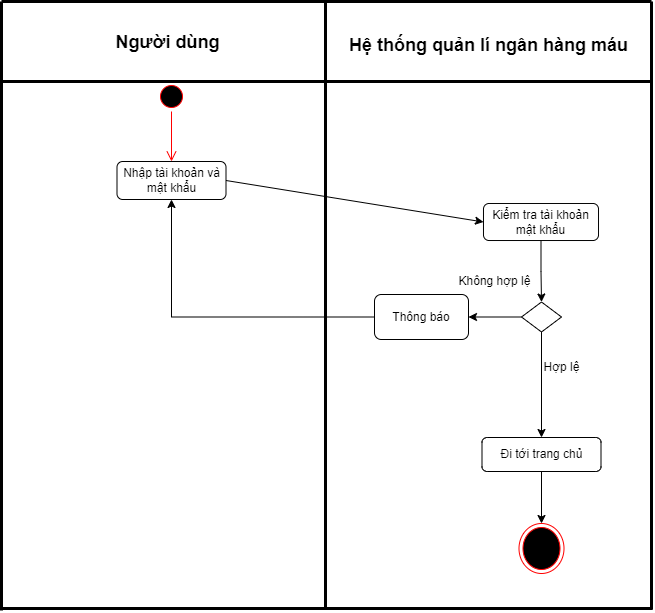 Người dùng
Hệ thống quản lí ngân hàng máu
Nhập tài khoản và
mật khẩu
Kiểm tra tài khoản
mật khẩu
Không hợp lệ
Thông báo
Hợp lệ
Đi tới trang chủ